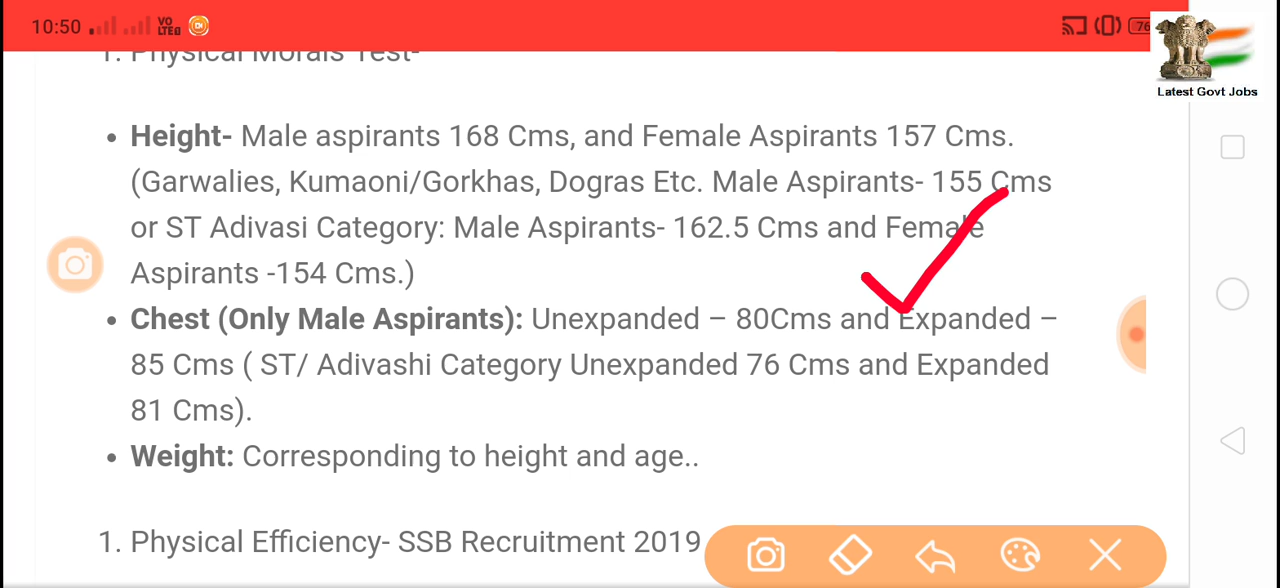 10:50 VO LTE 76
Latest Govt Jobs
1. Physical Morals Test-
Height- Male aspirants 168 Cms, and Female Aspirants 157 Cms.
(Garwalies, Kumaoni/Gorkhas, Dogras Etc. Male Aspirants- 155 Cms
or ST Adivasi Category: Male Aspirants- 162.5 Cms and Female
Aspirants -154 Cms.)
Chest (Only Male Aspirants): Unexpanded – 80Cms and Expanded –
85 Cms ( ST/ Adivashi Category Unexpanded 76 Cms and Expanded
81 Cms).
Weight: Corresponding to height and age..
1. Physical Efficiency- SSB Recruitment 2019